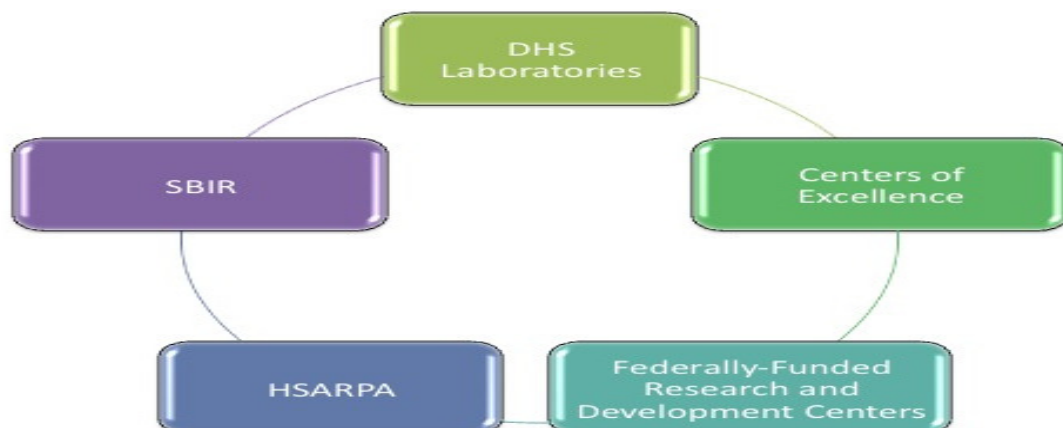 DHS
Laboratories
Centers of
Excellence
Federally-Funded
Research and
Development Centers
HSARPA
SBIR